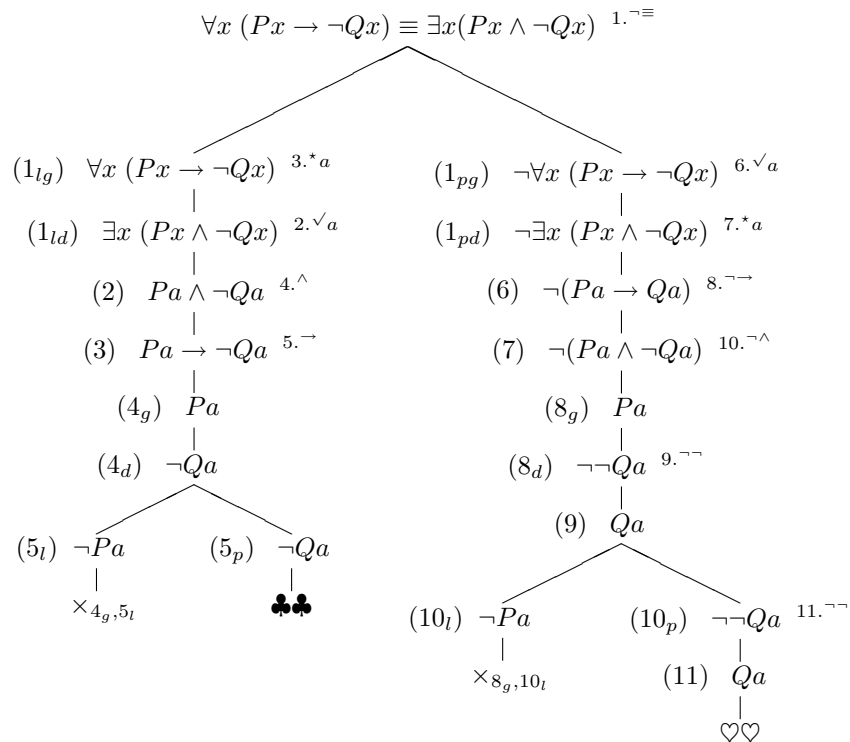 ∀x (Px → ¬Qx) ≡ ∃x(Px ∧ ¬Qx) 1.¬≡
(1lg) ∀x (Px → ¬Qx) 3.⋆a
(1pg) ¬∀x (Px → ¬Qx) 6.√a
(1ld) ∃x (Px ∧ ¬Qx) 2.√a
(1pd) ¬∃x (Px ∧ ¬Qx) 7.⋆a
(2) Pa ∧ ¬Qa 4.∧
(6) ¬(Pa → Qa) 8.¬→
(3) Pa → ¬Qa 5.→
(7) ¬(Pa ∧ ¬Qa) 10.¬∧
(4g) Pa
(8g) Pa
(4d) ¬Qa
(8d) ¬¬Qa 9.¬¬
(9) Qa
(5l) ¬Pa
(5p) ¬Qa
×4g,5l
♣♣
(10l) ¬Pa
(10p) ¬¬Qa 11.¬¬
×8g,10l
(11) Qa
♡♡